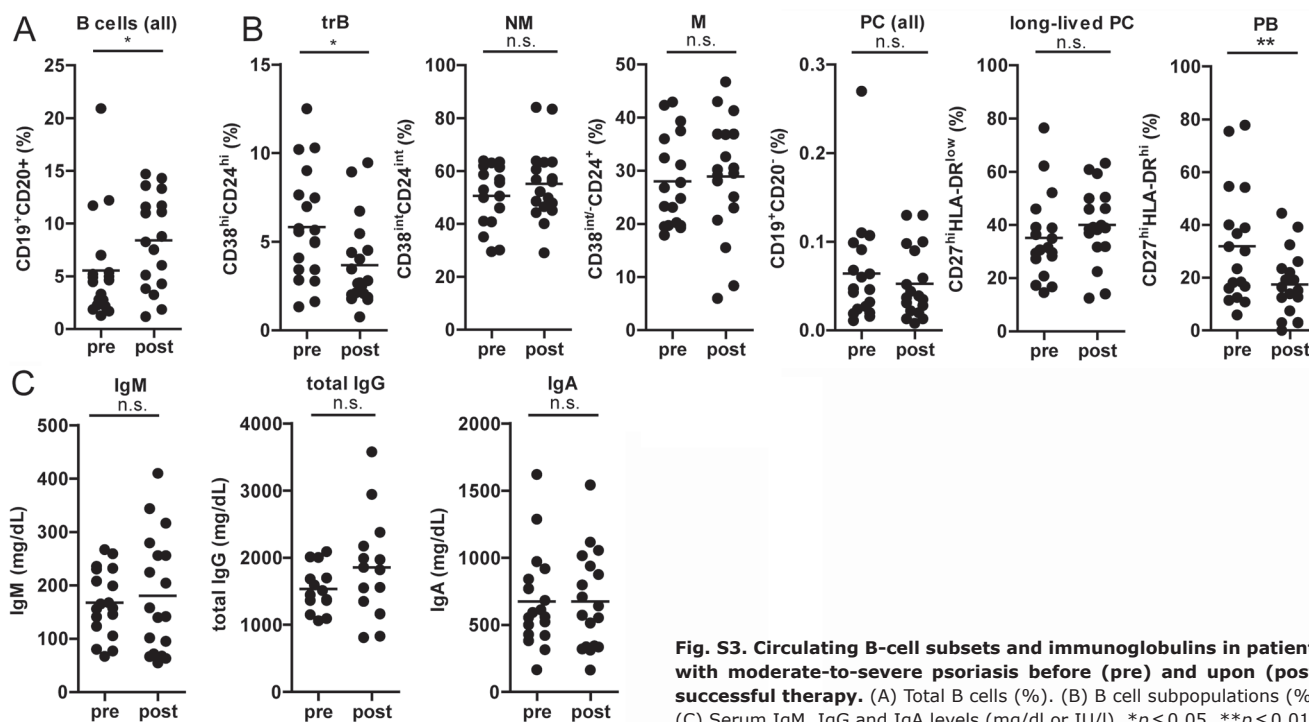 A
B cells (all)
*
CD19+CD20+ (%)
25
20
15
10
5
0
pre post
B
trB
*
CD38hiCD24hi (%)
15
10
5
0
pre post
NM
n.s.
CD38intCD24int (%)
100
80
60
40
20
0
pre post
M
n.s.
CD38int/-CD24+ (%)
50
40
30
20
10
0
pre post
PC (all)
n.s.
CD19+CD20- (%)
0.3
0.2
0.1
0.0
pre post
long-lived PC
n.s.
CD27hiHLA-DRlow (%)
100
80
60
40
20
0
pre post
PB
**
CD27hiHLA-DRhi (%)
100
80
60
40
20
0
pre post
C
IgM
n.s.
IgM (mg/dL)
500
400
300
200
100
0
pre post
total IgG
n.s.
total IgG (mg/dL)
4000
3000
2000
1000
0
pre post
IgA
n.s.
IgA (mg/dL)
2000
1500
1000
500
0
pre post
Fig. S3. Circulating B-cell subsets and immunoglobulins in patient
with moderate-to-severe psoriasis before (pre) and upon (pos
successful therapy. (A) Total B cells (%). (B) B cell subpopulations (%
(C) Serum IgM, IgG and IgA levels (mg/dl or IU/l). *p≤0.05, **p≤0.01